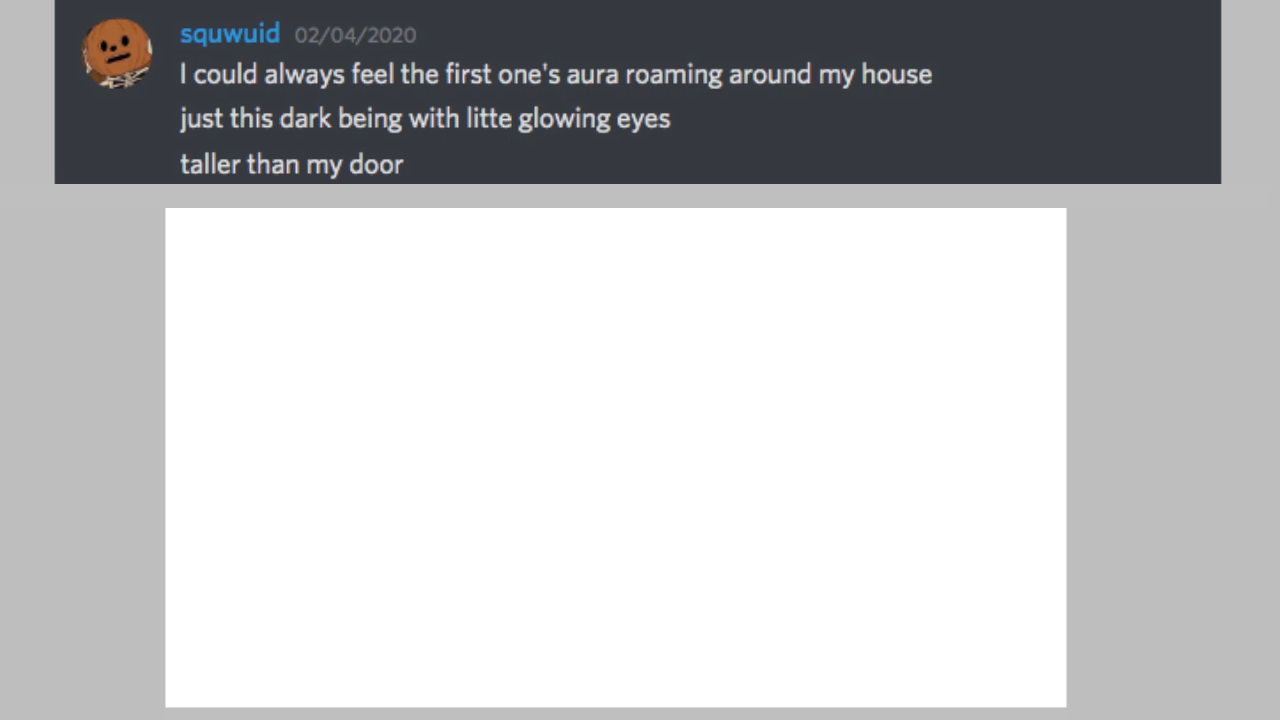 squwuid 02/04/2020
I could always feel the first one's aura roaming around my house
just this dark being with litte glowing eyes
taller than my door